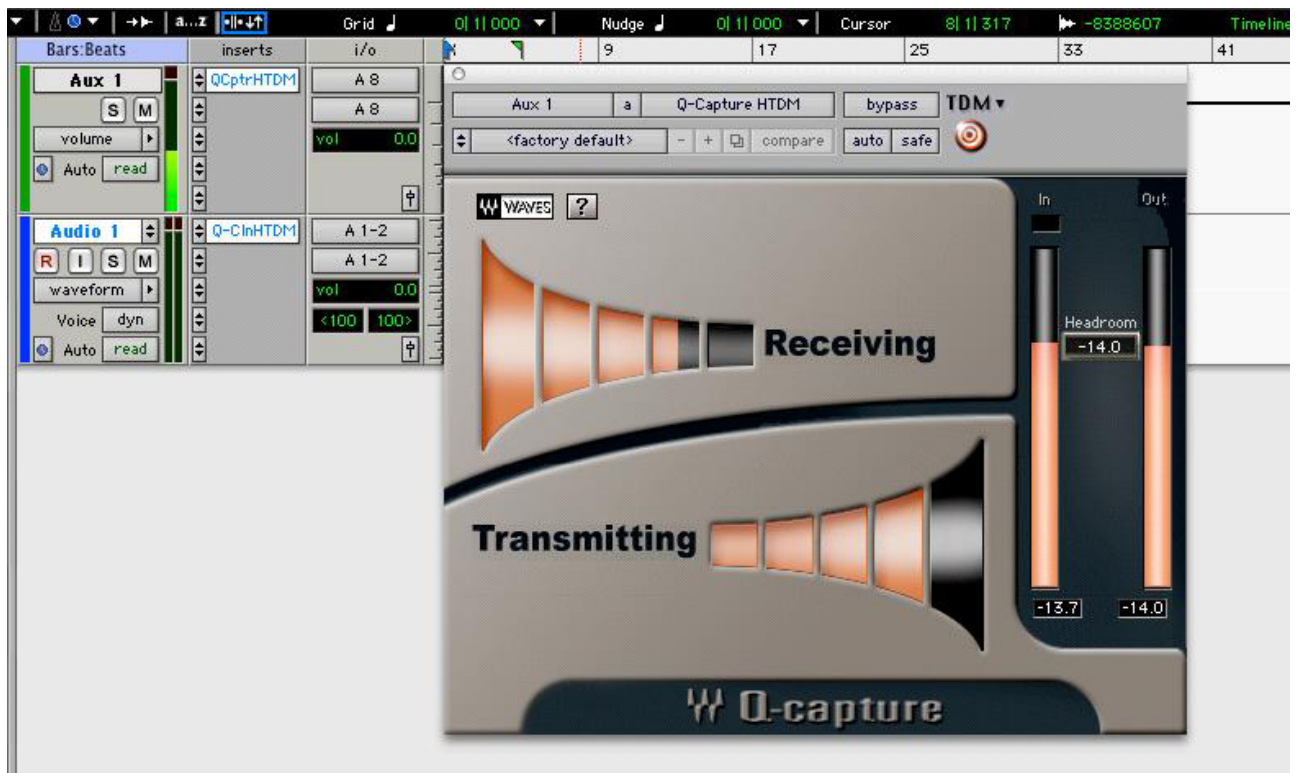 a...z Grid 0| 1| 000 Nudge 0| 1| 000 Cursor 8| 1| 317 -8388607 Timeline
Bars:Beats inserts i/o 9 17 25 33 41
Aux 1 QCptrHTDM A 8
S M A 8
volume vol 0.0
Auto read
Audio 1 Q-ClnHTDM A 1-2
R I S M A 1-2
waveform vol 0.0
Voice dyn <100 100>
Auto read
Aux 1 a Q-Capture HTDM bypass TDM
<factory default> - + compare auto safe
WAVES ?
In Out
Headroom
-14.0
Receiving
Transmitting
-13.7 -14.0
Q-capture